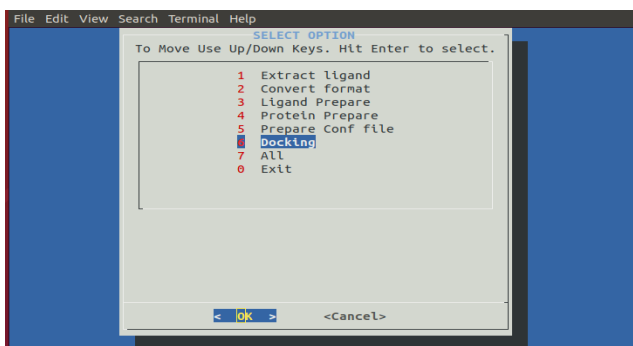 File Edit View Search Terminal Help
SELECT OPTION
To Move Use Up/Down Keys. Hit Enter to select.
1 Extract ligand
2 Convert format
3 Ligand Prepare
4 Protein Prepare
5 Prepare Conf file
6 Docking
7 All
0 Exit
< OK > <Cancel>